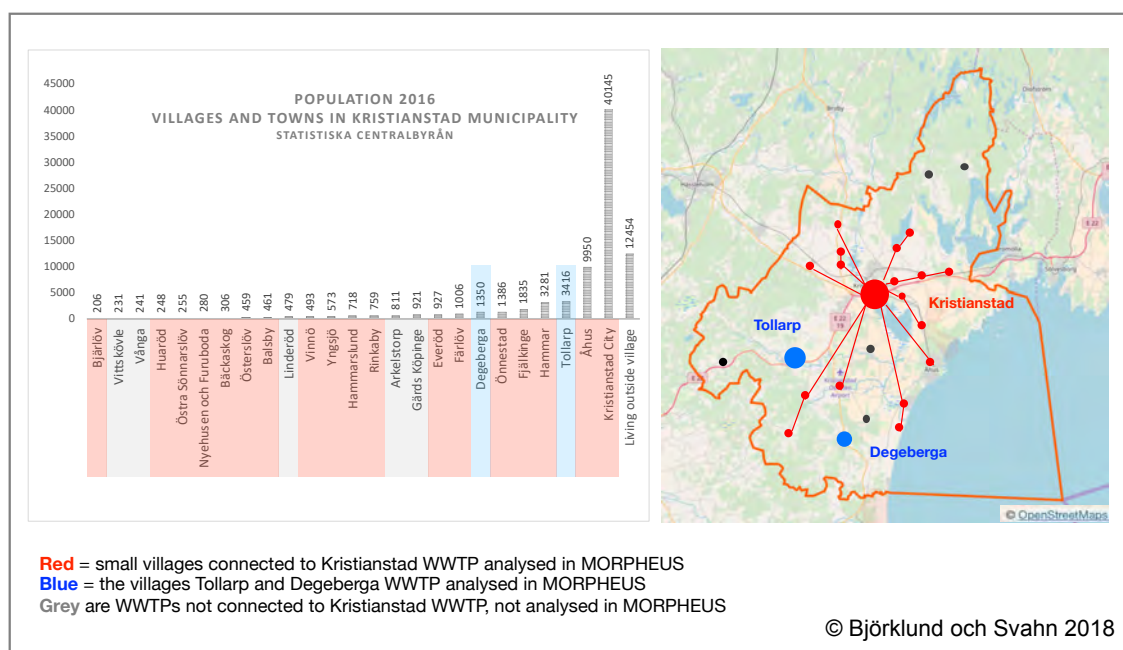 POPULATION 2016
VILLAGES AND TOWNS IN KRISTIANSTAD MUNICIPALITY
STATISTISKA CENTRALBYRÅN
45000
40000
35000
30000
25000
20000
15000
10000
5000
0
206
231
241
248
255
280
306
459
461
479
493
573
718
759
811
921
927
1006
1350
1386
1835
3281
3416
9950
40145
12454
Bjärlöv
Vittskövle
Vånga
Huaröd
Östra Sönnarslöv
Nyehusen och Furuboda
Bäckaskog
Österslöv
Balsby
Linderöd
Vinnö
Yngsjö
Hammarslund
Rinkaby
Arkelstorp
Gärds Köpinge
Everöd
Färlöv
Degeberga
Önnestad
Fjälkinge
Hammar
Tollarp
Åhus
Kristianstad City
Living outside village
Kristianstad
Tollarp
Degeberga
E 22
E 22
Åhus
Airport
© OpenStreetMaps
Red = small villages connected to Kristianstad WWTP analysed in MORPHEUS
Blue = the villages Tollarp and Degeberga WWTP analysed in MORPHEUS
Grey are WWTPs not connected to Kristianstad WWTP, not analysed in MORPHEUS
© Björklund och Svahn 2018